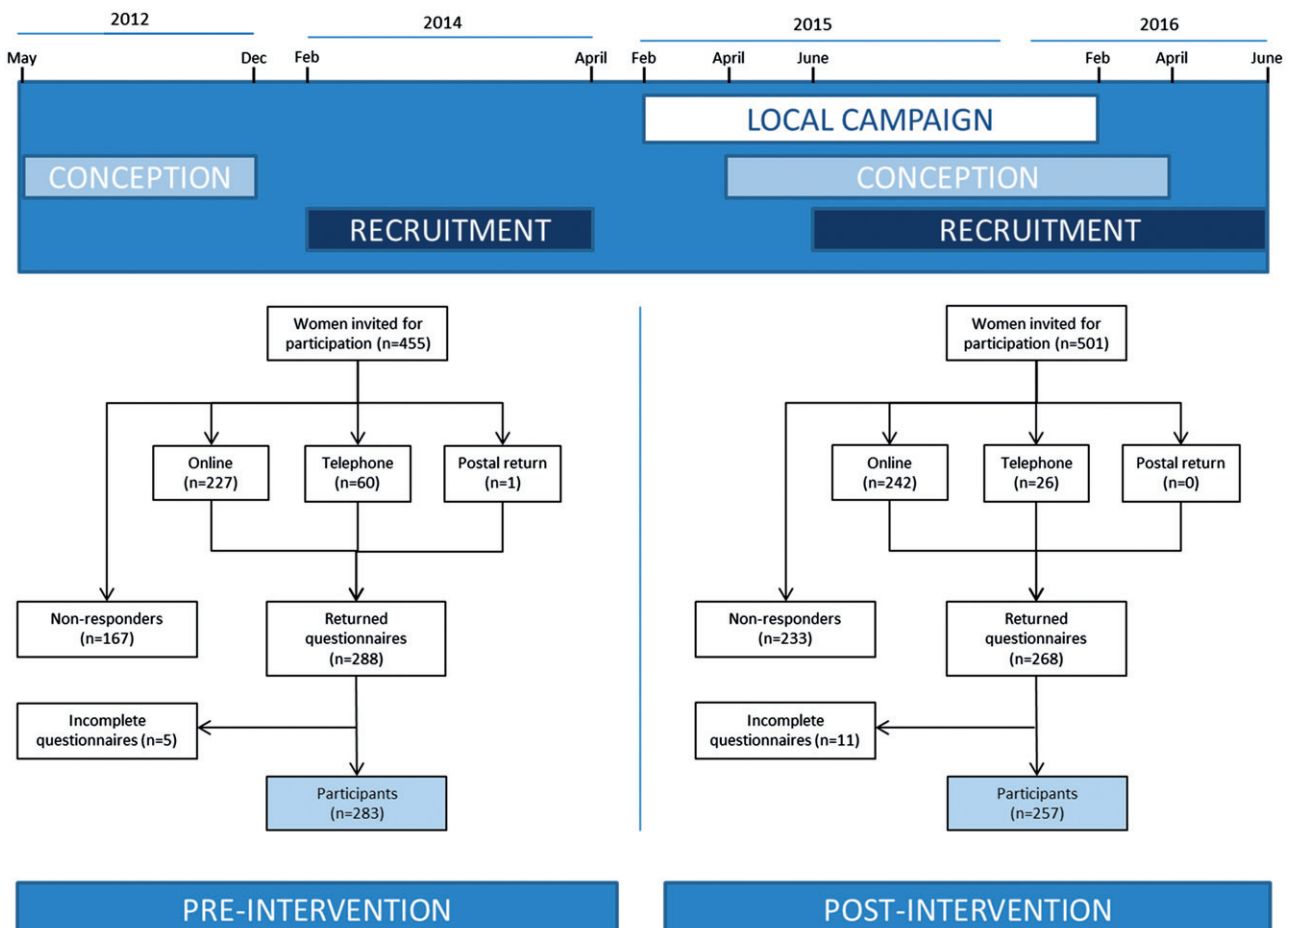 2012
2014
2015
2016
May
Dec
Feb
April
Feb
April
June
Feb
April
June
LOCAL CAMPAIGN
CONCEPTION
CONCEPTION
RECRUITMENT
RECRUITMENT
Women invited for
participation (n=455)
Online
(n=227)
Telephone
(n=60)
Postal return
(n=1)
Non-responders
(n=167)
Returned
questionnaires
(n=288)
Incomplete
questionnaires (n=5)
Participants
(n=283)
Women invited for
participation (n=501)
Online
(n=242)
Telephone
(n=26)
Postal return
(n=0)
Non-responders
(n=233)
Returned
questionnaires
(n=268)
Incomplete
questionnaires (n=11)
Participants
(n=257)
PRE-INTERVENTION
POST-INTERVENTION